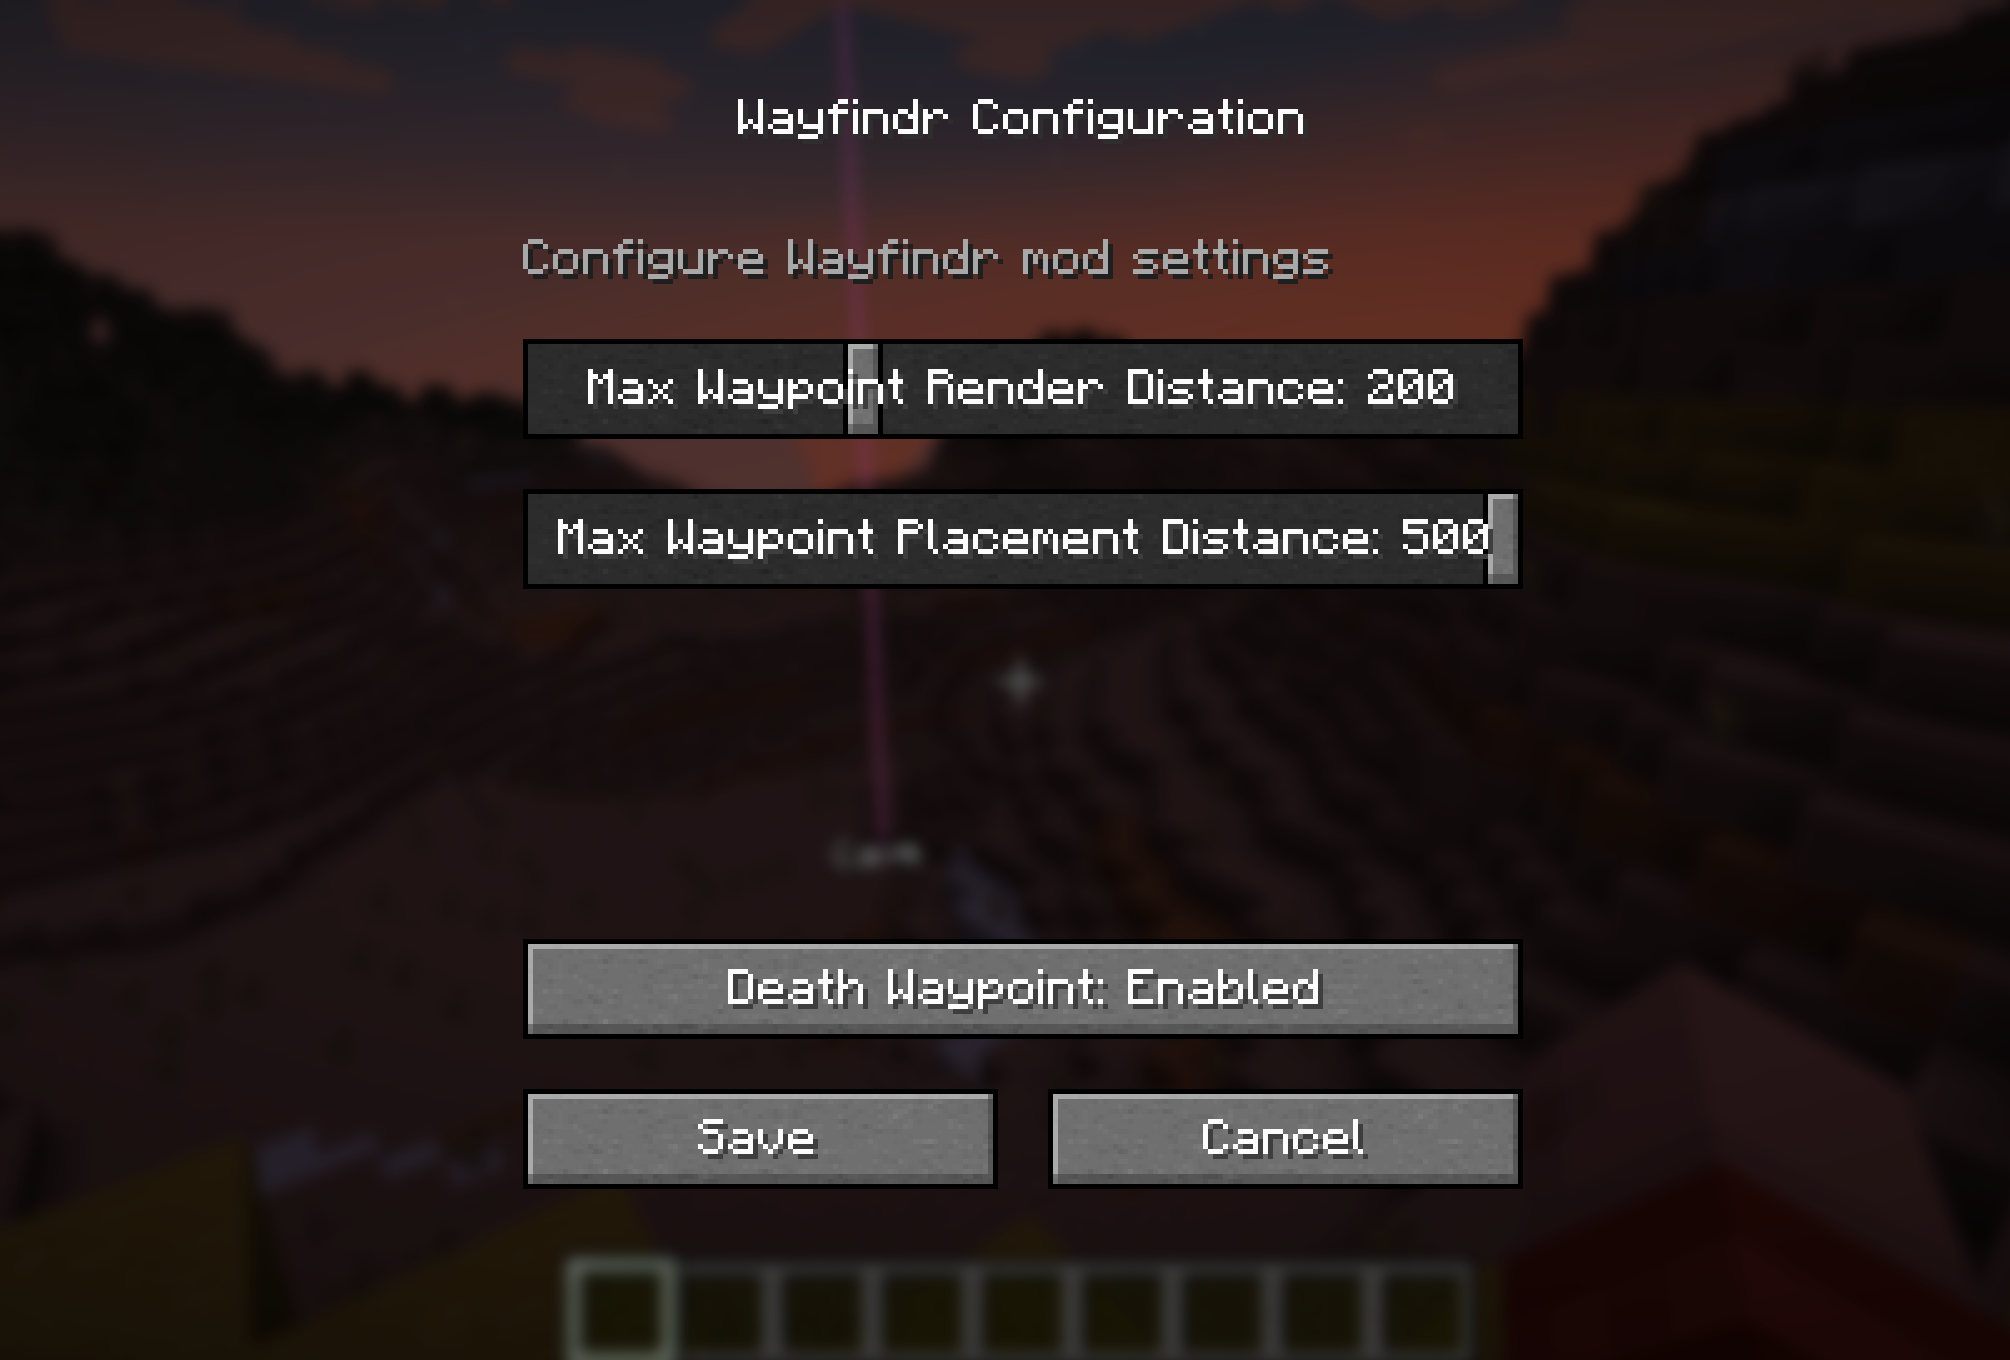 Wayfindr Configuration
Configure Wayfindr mod settings
Max Waypoint Render Distance: 200
Max Waypoint Placement Distance: 500
Death Waypoint: Enabled
Save
Cancel